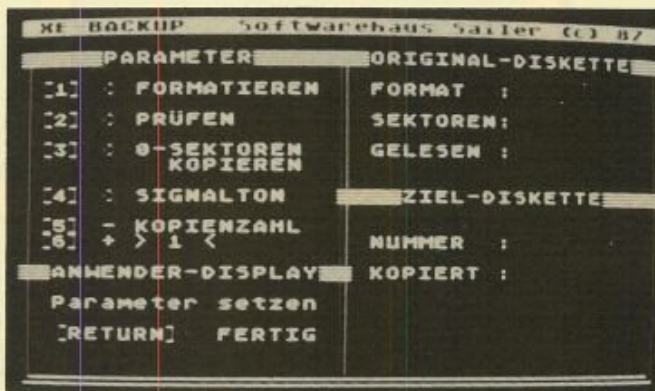 XE BACKUP Softwarehaus Sailer (c) 87
PARAMETER
[1] : FORMATIEREN
[2] : PRÜFEN
[3] : 0-SEKTOREN
KOPIEREN
[4] : SIGNALTON
[5] - KOPIENZAHL
[6] + > 1 <
ANWENDER-DISPLAY
Parameter setzen
[RETURN] FERTIG
ORIGINAL-DISKETTE
FORMAT :
SEKTOREN:
GELESEN :
ZIEL-DISKETTE
NUMMER :
KOPIERT :